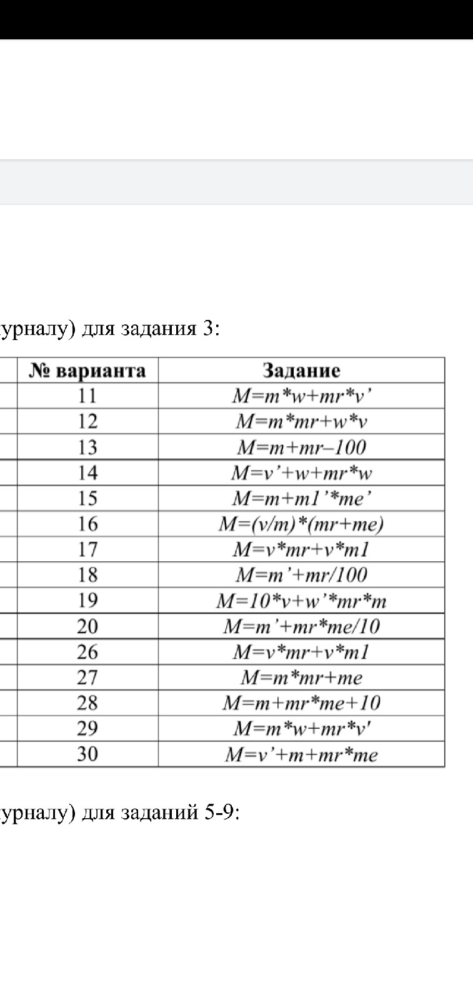 урналу) для задания 3:
№ варианта Задание
11 M=m*w+mr*v’
12 M=m*mr+w*v
13 M=m+mr–100
14 M=v’+w+mr*w
15 M=m+m1’*me’
16 M=(v/m)*(mr+me)
17 M=v*mr+v*m1
18 M=m’+mr/100
19 M=10*v+w’*mr*m
20 M=m’+mr*me/10
26 M=v*mr+v*m1
27 M=m*mr+me
28 M=m+mr*me+10
29 M=m*w+mr*v'
30 M=v’+m+mr*me
урналу) для заданий 5-9: